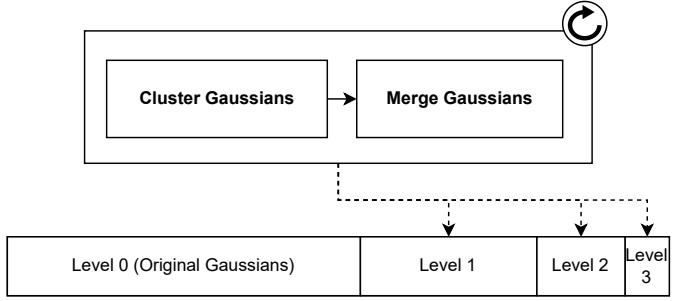 Cluster Gaussians
Merge Gaussians
Level 0 (Original Gaussians)
Level 1
Level 2
Level
3